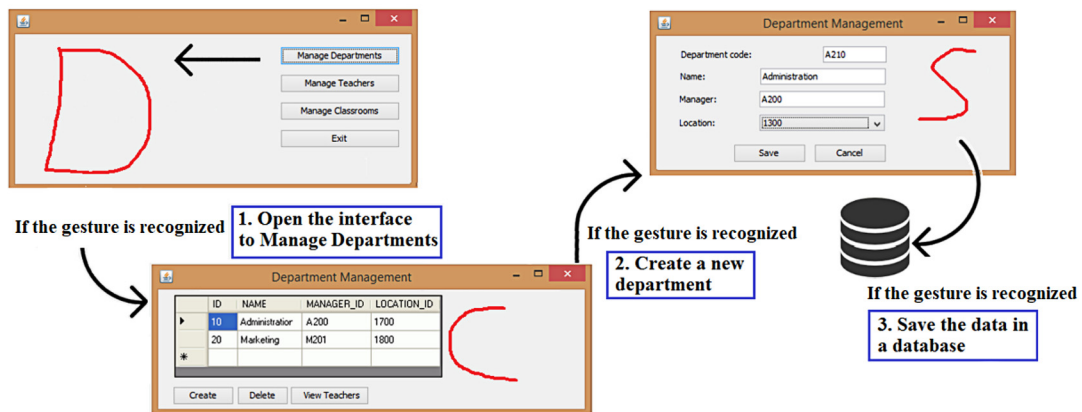 Manage Departments
Manage Teachers
Manage Classrooms
Exit
D
If the gesture is recognized
1. Open the interface
to Manage Departments
Department Management
ID NAME MANAGER_ID LOCATION_ID
10 Administratior A200 1700
20 Marketing M201 1800
Create Delete View Teachers
C
If the gesture is recognized
2. Create a new
department
Department Management
Department code: A210
Name: Administration
Manager: A200
Location: 1300
Save Cancel
S
If the gesture is recognized
3. Save the data in
a database